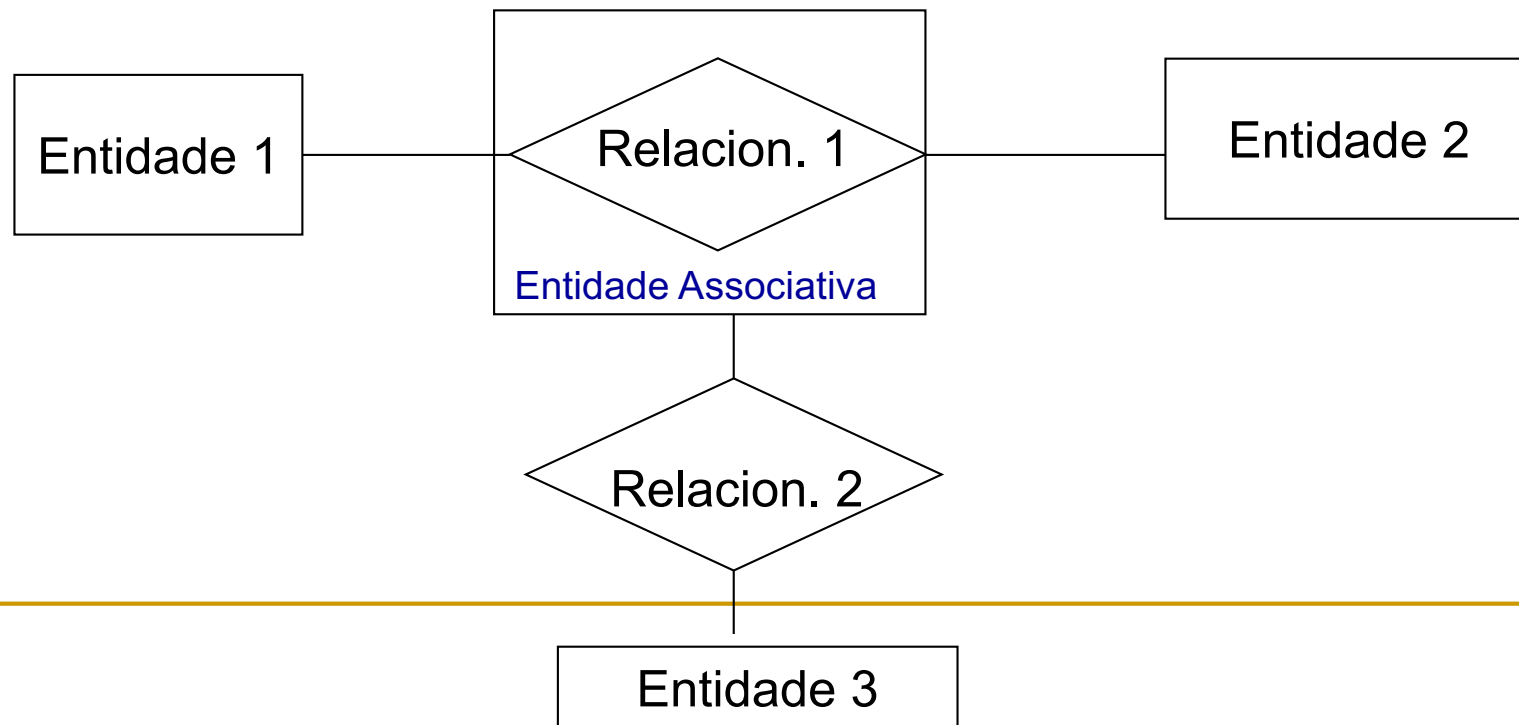 Entidade 1
Relacion. 1
Entidade 2
Entidade Associativa
Relacion. 2
Entidade 3